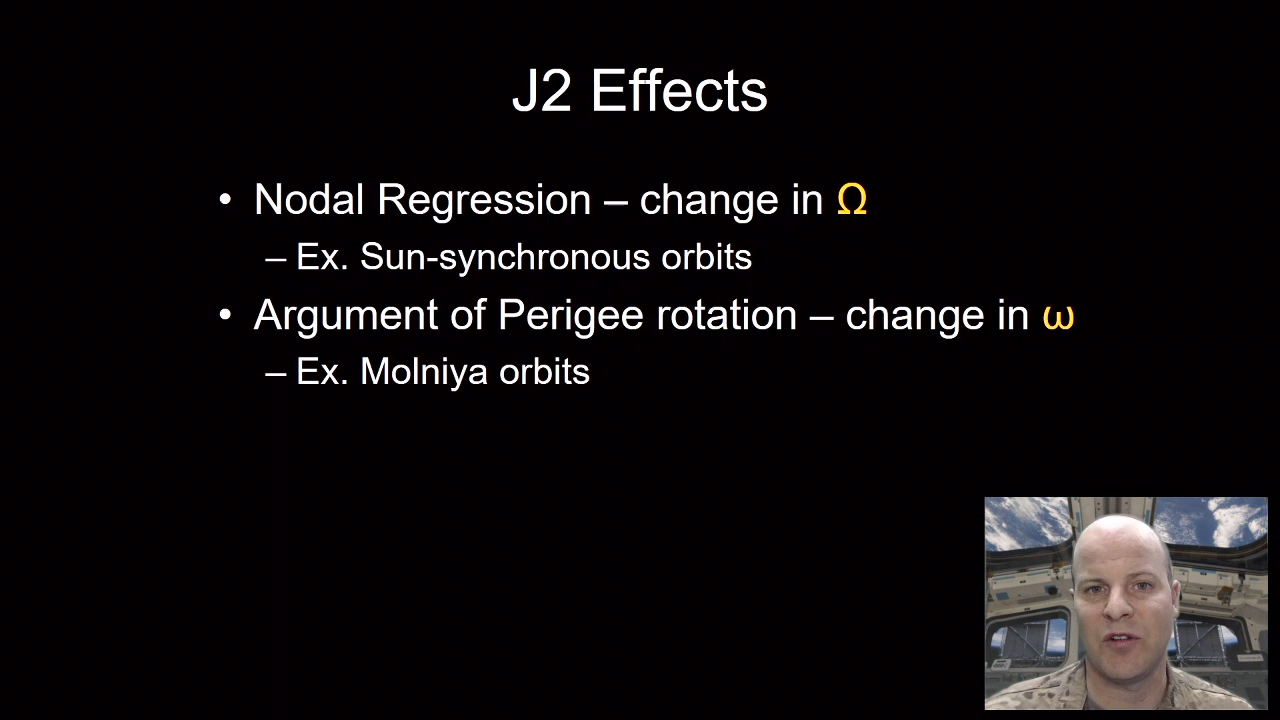 J2 Effects
• Nodal Regression – change in Ω
– Ex. Sun-synchronous orbits
• Argument of Perigee rotation – change in ω
– Ex. Molniya orbits